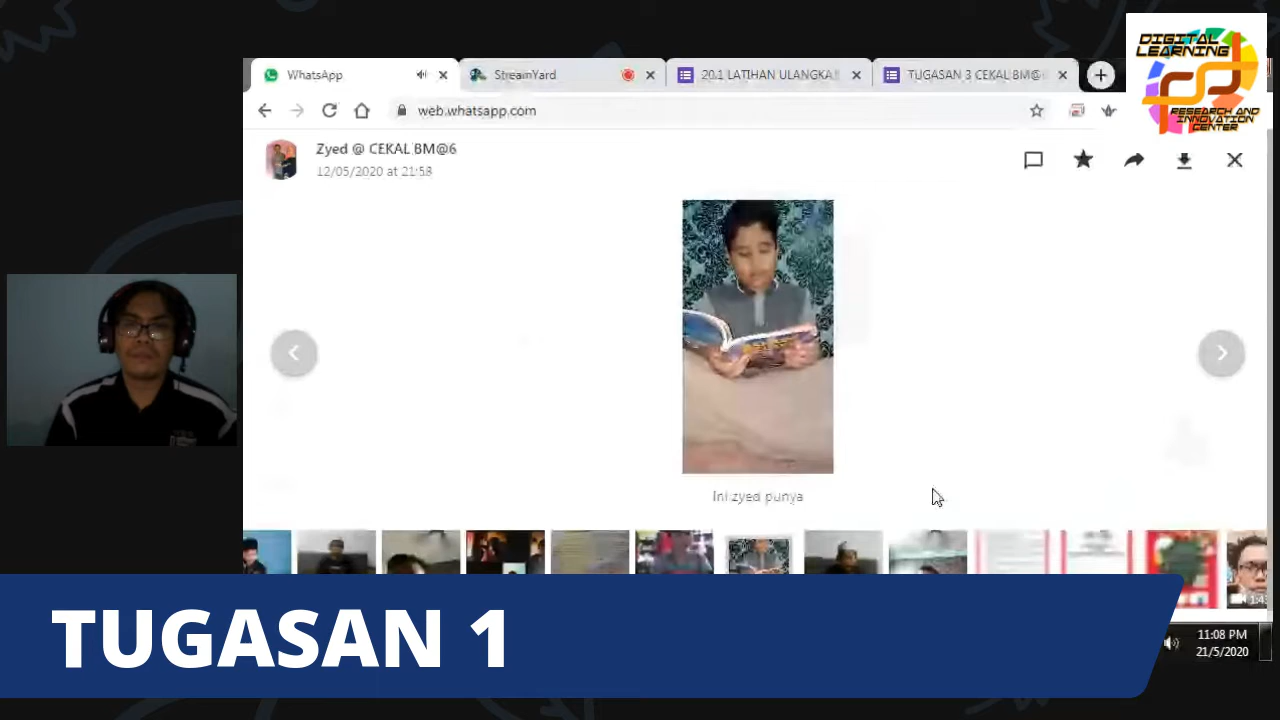 DIGITAL
LEARNING
RESEARCH AND
INNOVATION
CENTER
WhatsApp
StreamYard
20.1 LATIHAN ULANGKA
TUGASAN 3 CEKAL BM@
web.whatsapp.com
Zyed @ CEKAL BM@6
12/05/2020 at 21:53
Ini zyed punya
TUGASAN 1
11:08 PM
21/5/2020